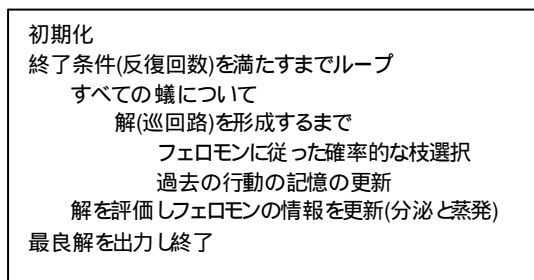 初期化
終了条件(反復回数)を満たすまでループ
すべての蟻について
解(巡回路)を形成するまで
フェロモンに従った確率的な枝選択
過去の行動の記憶の更新
解を評価しフェロモンの情報を更新(分泌と蒸発)
最良解を出力し終了